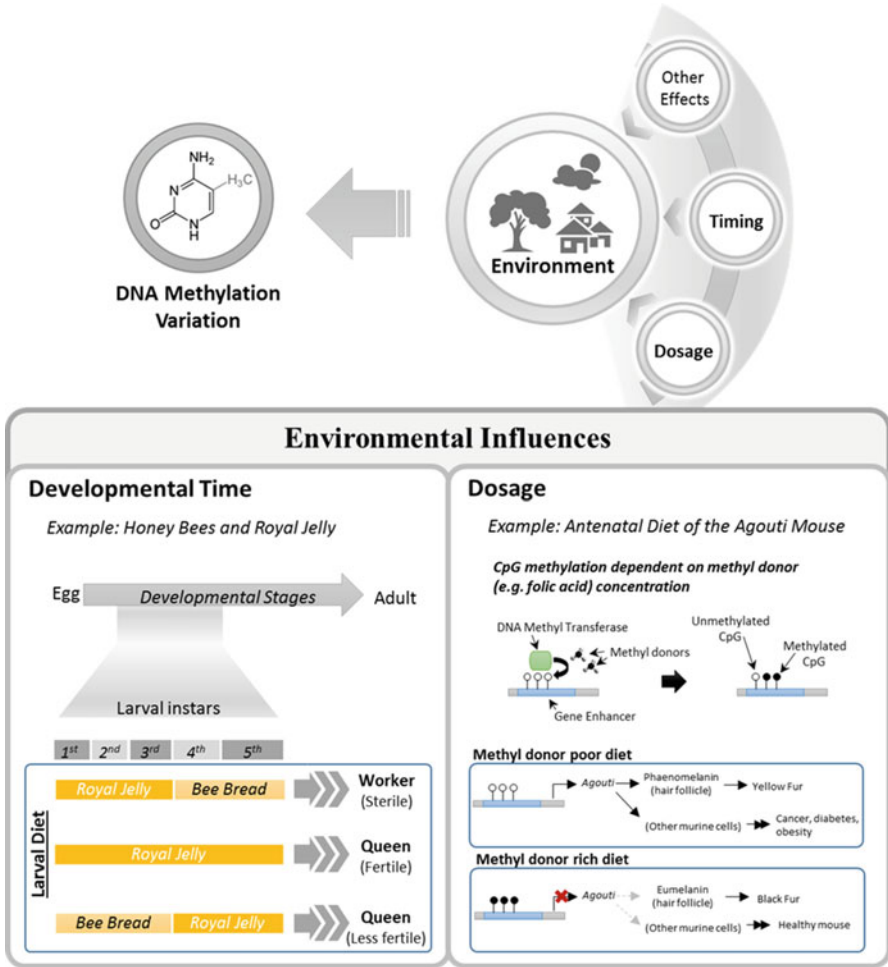 Other
Effects
NH₂
H₃C
N
O
N
H
Timing
Environment
DNA Methylation
Variation
Dosage
Environmental Influences
Developmental Time
Example: Honey Bees and Royal Jelly
Egg
Developmental Stages
Adult
Larval instars
1st 2nd 3rd 4th 5th
Larval Diet
Royal Jelly Bee Bread
Worker
(Sterile)
Royal Jelly
Queen
(Fertile)
Bee Bread Royal Jelly
Queen
(Less fertile)
Dosage
Example: Antenatal Diet of the Agouti Mouse
CpG methylation dependent on methyl donor
(e.g. folic acid) concentration
DNA Methyl Transferase
Methyl donors
Gene Enhancer
Unmethylated
CpG
Methylated
CpG
Methyl donor poor diet
Agouti
Phaenomelanin
(hair follicle)
Yellow Fur
(Other murine cells)
Cancer, diabetes,
obesity
Methyl donor rich diet
Agouti
Eumelanin
(hair follicle)
Black Fur
(Other murine cells)
Healthy mouse